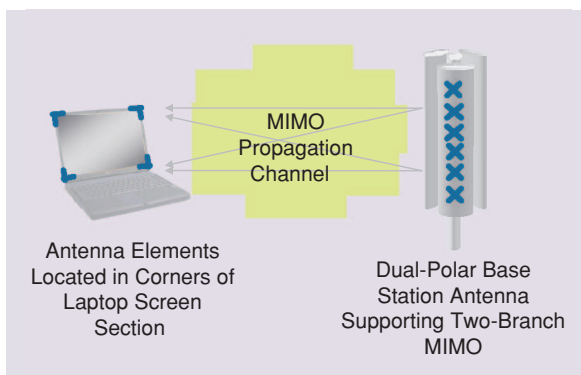 MIMO
Propagation
Channel
Antenna Elements
Located in Corners of
Laptop Screen
Section
Dual-Polar Base
Station Antenna
Supporting Two-Branch
MIMO